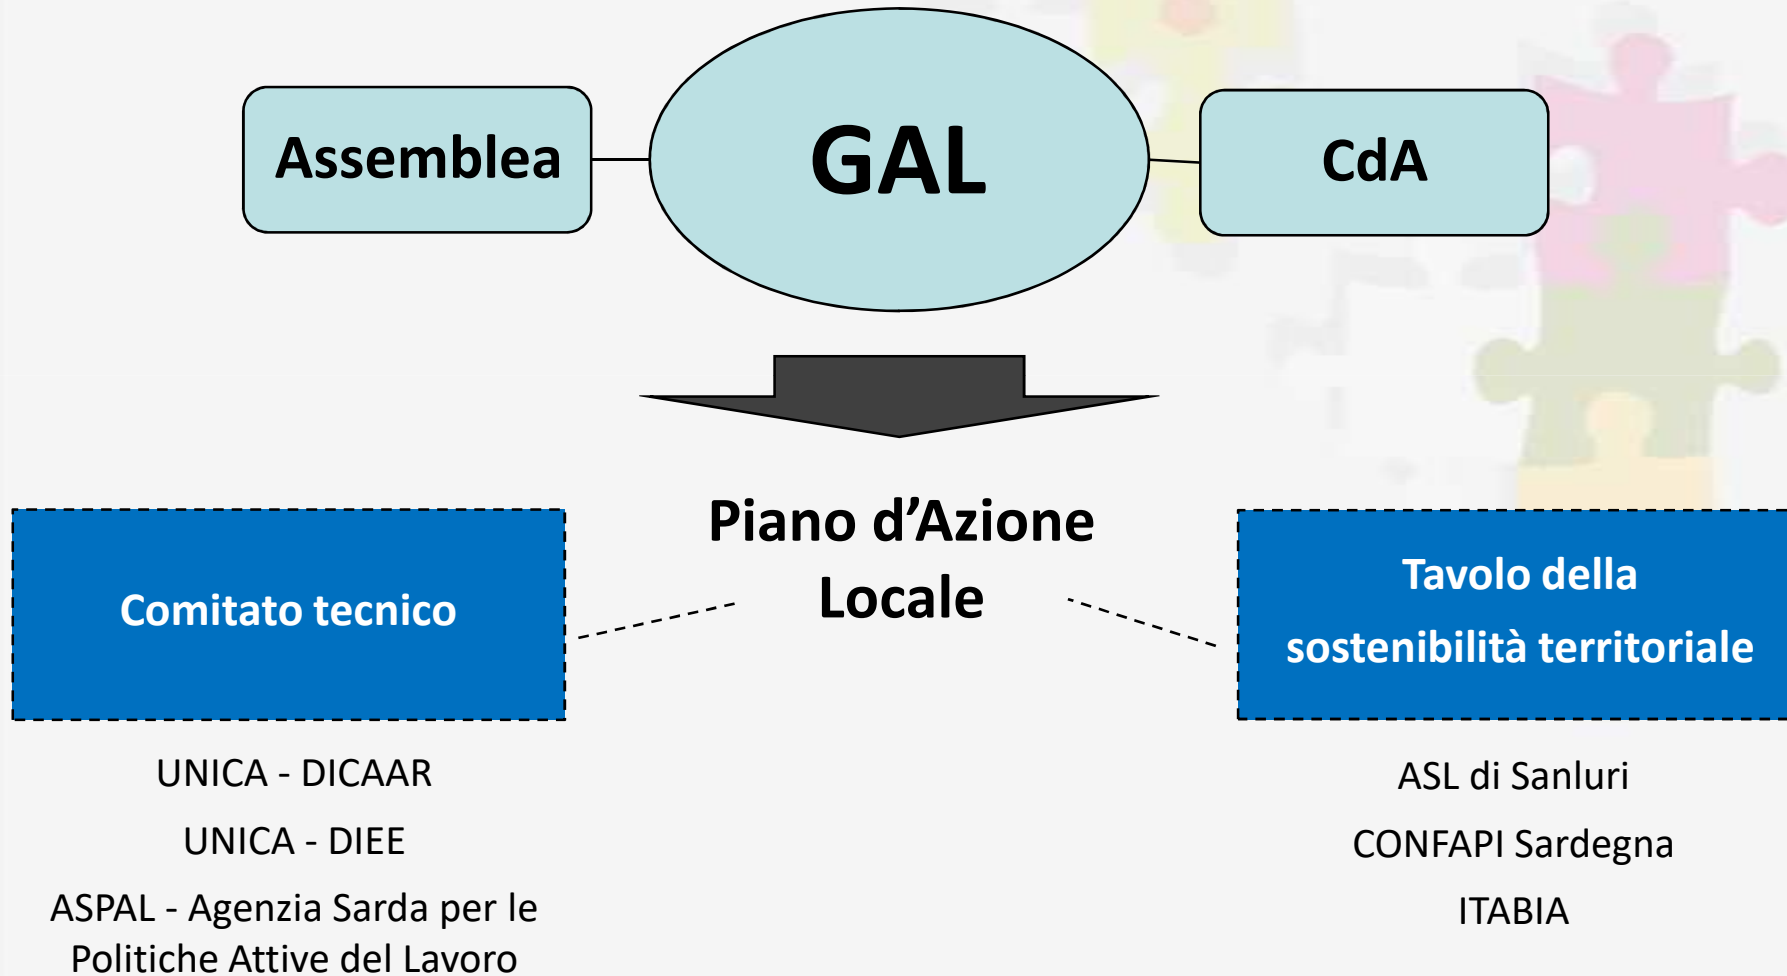 Assemblea
GAL
CdA
Piano d’Azione
Locale
Comitato tecnico
UNICA - DICAAR
UNICA - DIEE
ASPAL - Agenzia Sarda per le
Politiche Attive del Lavoro
Tavolo della
sostenibilità territoriale
ASL di Sanluri
CONFAPI Sardegna
ITABIA